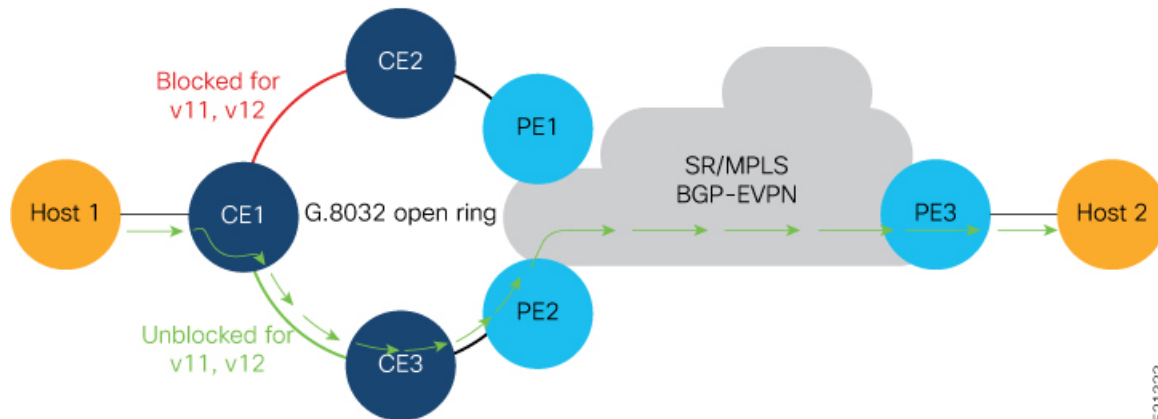 CE2
Blocked for
v11, v12
PE1
SR/MPLS
BGP-EVPN
Host 1
CE1
G.8032 open ring
PE3
Host 2
PE2
Unblocked for
v11, v12
CE3